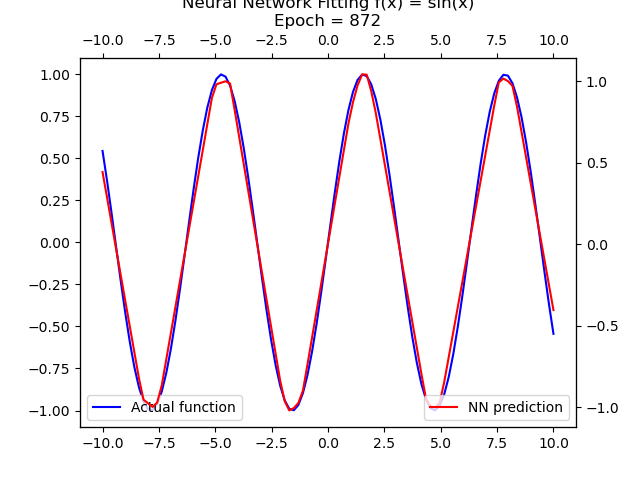 Neural Network Fitting f(x) = sin(x)
Epoch = 872
−10.0 −7.5 −5.0 −2.5 0.0 2.5 5.0 7.5 10.0
1.00
0.75
0.50
0.25
0.00
−0.25
−0.50
−0.75
−1.00
1.0
0.5
0.0
−0.5
−1.0
Actual function
NN prediction
−10.0 −7.5 −5.0 −2.5 0.0 2.5 5.0 7.5 10.0